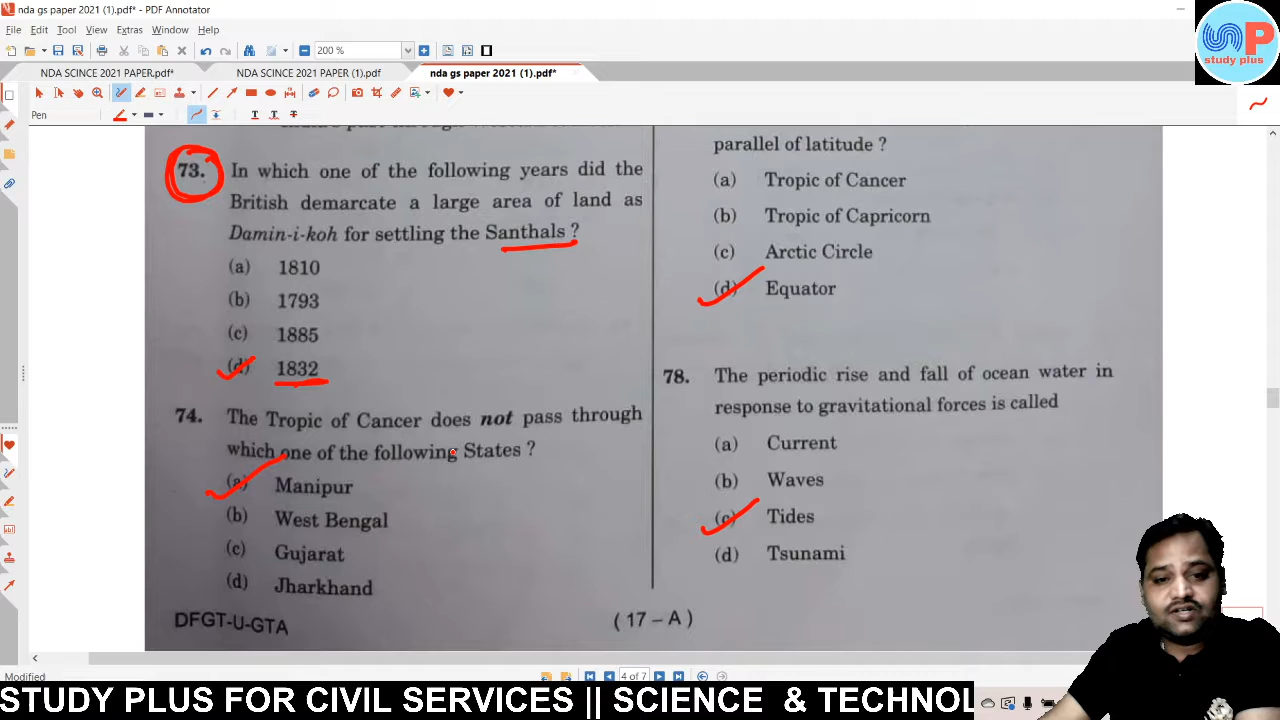 nda gs paper 2021 (1).pdf* - PDF Annotator
File Edit Tool View Extras Window Help
200 %
NDA SCINCE 2021 PAPER.pdf* NDA SCINCE 2021 PAPER (1).pdf nda gs paper 2021 (1).pdf*
Pen
73. In which one of the following years did the
British demarcate a large area of land as
Damin-i-koh for settling the Santhals ?
(a) 1810
(b) 1793
(c) 1885
(d) 1832
74. The Tropic of Cancer does not pass through
which one of the following States ?
(a) Manipur
(b) West Bengal
(c) Gujarat
(d) Jharkhand
DFGT-U-GTA
( 17 – A )
parallel of latitude ?
(a) Tropic of Cancer
(b) Tropic of Capricorn
(c) Arctic Circle
(d) Equator
78. The periodic rise and fall of ocean water in
response to gravitational forces is called
(a) Current
(b) Waves
(c) Tides
(d) Tsunami
SP
study plus
Modified
4 of 7
STUDY PLUS FOR CIVIL SERVICES || SCIENCE & TECHNOL